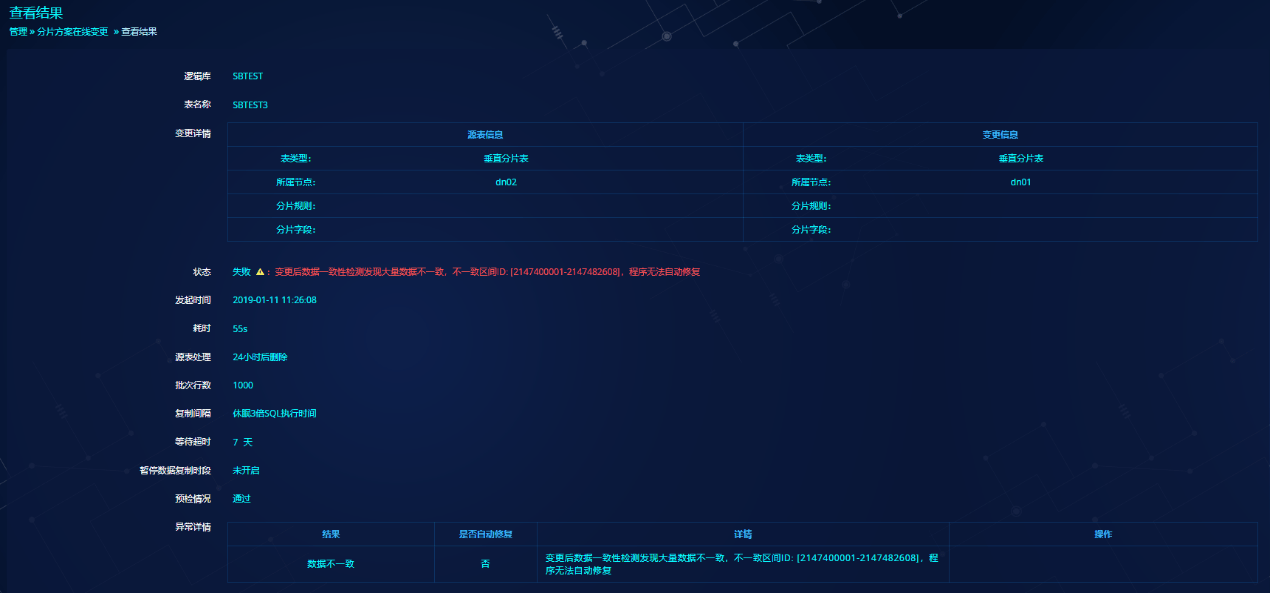 查看结果
管理 » 分片方案在线变更 » 查看结果
逻辑库 SBTEST
表名称 SBTEST3
变更详情
源表信息 变更信息
表类型: 垂直分片表 表类型: 垂直分片表
所属节点: dn02 所属节点: dn01
分片规则: 分片规则:
分片字段: 分片字段:
状态 失败 : 变更后数据一致性检测发现大量数据不一致，不一致区间ID: [2147400001-2147482608]，程序无法自动修复
发起时间 2019-01-11 11:26:08
耗时 55s
源表处理 24小时后删除
批次行数 1000
复制间隔 休眠3倍SQL执行时间
等待超时 7 天
暂停数据复制时段 未开启
预检情况 通过
异常详情
结果 是否自动修复 详情 操作
数据不一致 否 变更后数据一致性检测发现大量数据不一致，不一致区间ID: [2147400001-2147482608]，程
序无法自动修复